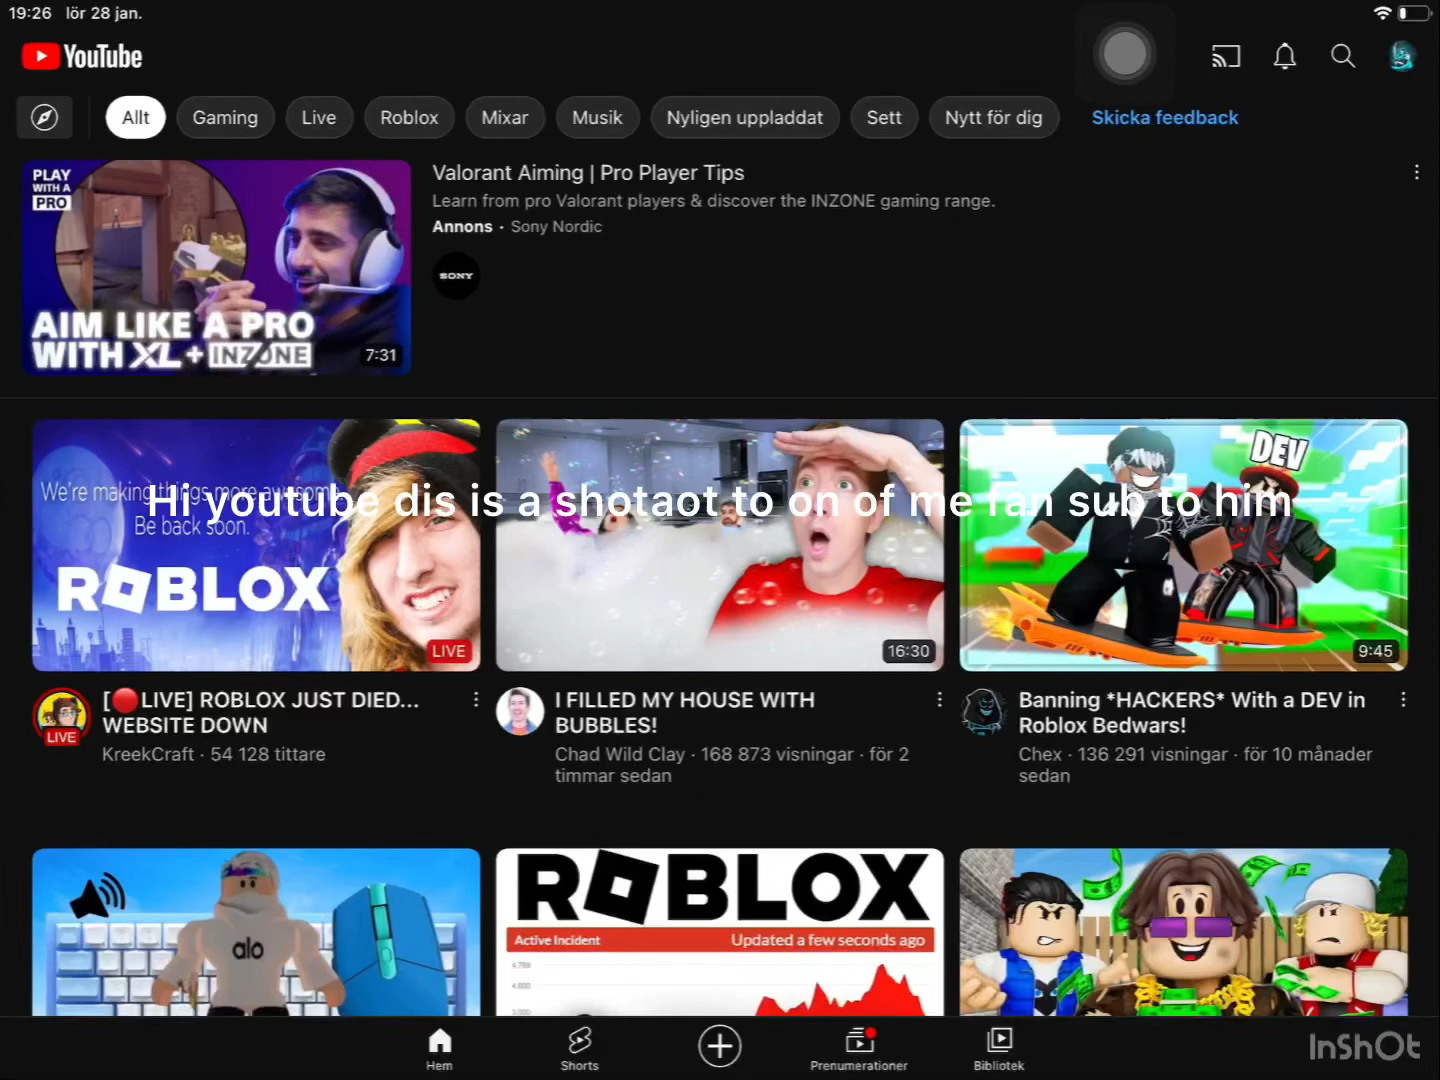 19:26 lör 28 jan.
YouTube
Allt
Gaming
Live
Roblox
Mixar
Musik
Nyligen uppladdat
Sett
Nytt för dig
Skicka feedback
PLAY
WITH A
PRO
AIM LIKE A PRO
WITH XL + INZONE
7:31
Valorant Aiming | Pro Player Tips
Learn from pro Valorant players & discover the INZONE gaming range.
Annons · Sony Nordic
SONY
Hi youtube dis is a shotaot to on of me fan sub to him
We're making things more awesome
Be back soon.
ROBLOX
LIVE
16:30
DEV
9:45
LIVE
[🔴LIVE] ROBLOX JUST DIED...
WEBSITE DOWN
KreekCraft · 54 128 tittare
I FILLED MY HOUSE WITH
BUBBLES!
Chad Wild Clay · 168 873 visningar · för 2
timmar sedan
Banning *HACKERS* With a DEV in
Roblox Bedwars!
Chex · 136 291 visningar · för 10 månader
sedan
alo
ROBLOX
Active Incident
Updated a few seconds ago
4,000
Hem
Shorts
Prenumerationer
Bibliotek
InShOt